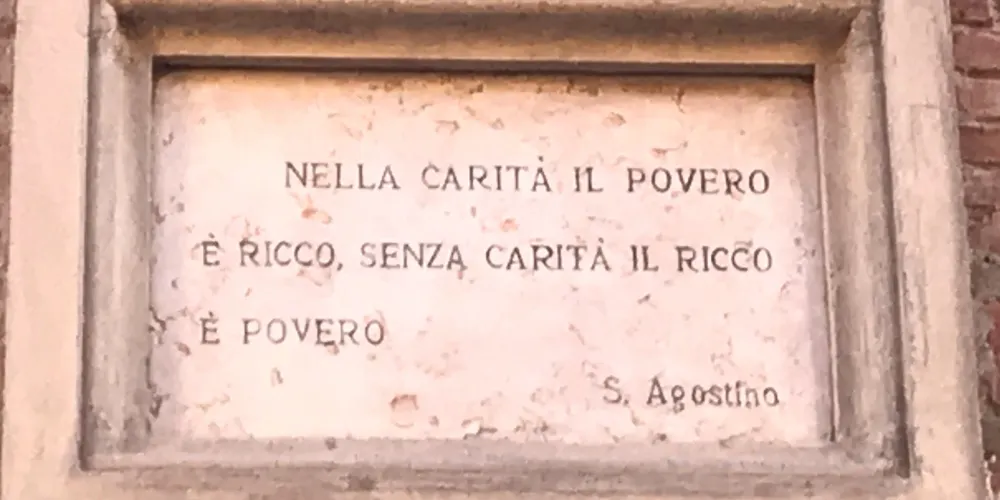 NELLA CARITÀ IL POVERO
È RICCO, SENZA CARITÀ IL RICCO
È POVERO
S. Agostino